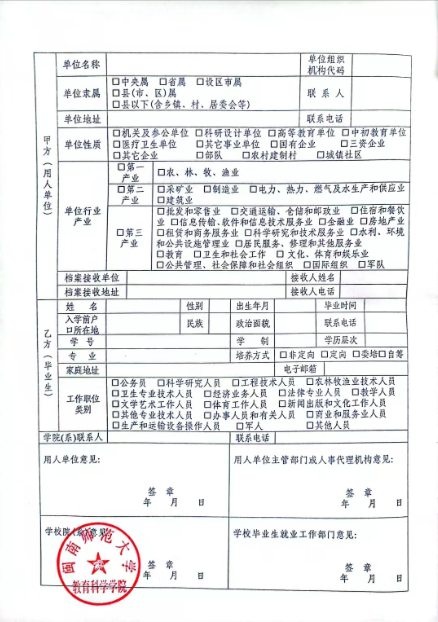 甲方(用人单位)
单位名称 单位组织机构代码
单位隶属 □中央属 □省属 □设区市属
□县(市、区)属
□县以下(含乡镇、村、居委会等)
联系人
单位地址 联系电话
单位性质 □机关及参公单位 □科研设计单位 □高等教育单位 □中初教育单位
□医疗卫生单位 □其它事业单位 □国有企业 □三资企业
□其它企业 □部队 □农村建制村 □城镇社区
单位行业产业
□第一产业 □农、林、牧、渔业
□第二产业 □采矿业 □制造业 □电力、热力、燃气及水生产和供应业
□建筑业
□第三产业 □批发和零售业 □交通运输、仓储和邮政业 □住宿和餐饮
业 □信息传输、软件和信息技术服务业 □金融业 □房地产业
□租赁和商务服务业 □科学研究和技术服务业 □水利、环境
和公共设施管理业 □居民服务、修理和其他服务业
□教育 □卫生和社会工作 □文化、体育和娱乐业
□公共管理、社会保障和社会组织 □国际组织 □军队
档案接收单位 接收人姓名
档案接收地址 接收人电话
乙方(毕业生)
姓名 性别 出生年月 毕业时间
入学前户口所在地 民族 政治面貌 联系电话
学号 学制 学历层次
专业 培养方式 □非定向 □定向 □委培 □自筹
家庭地址 电子邮箱
工作职位类别 □公务员 □科学研究人员 □工程技术人员 □农林牧渔业技术人员
□卫生专业技术人员 □经济业务人员 □法律专业人员 □教学人员
□文学艺术工作人员 □体育工作人员 □新闻出版和文化工作人员
□其他专业技术人员 □办事人员和有关人员 □商业和服务业人员
□生产和运输设备操作人员 □军人 □其他人员
学院(系)联系人 联系电话
用人单位意见:
签章
年 月 日
用人单位主管部门或人事代理机构意见:
签章
年 月 日
学校院(系)意见:
签章
年 月 日
学校毕业生就业工作部门意见:
签章
年 月 日
闽南师范大学
教育科学学院